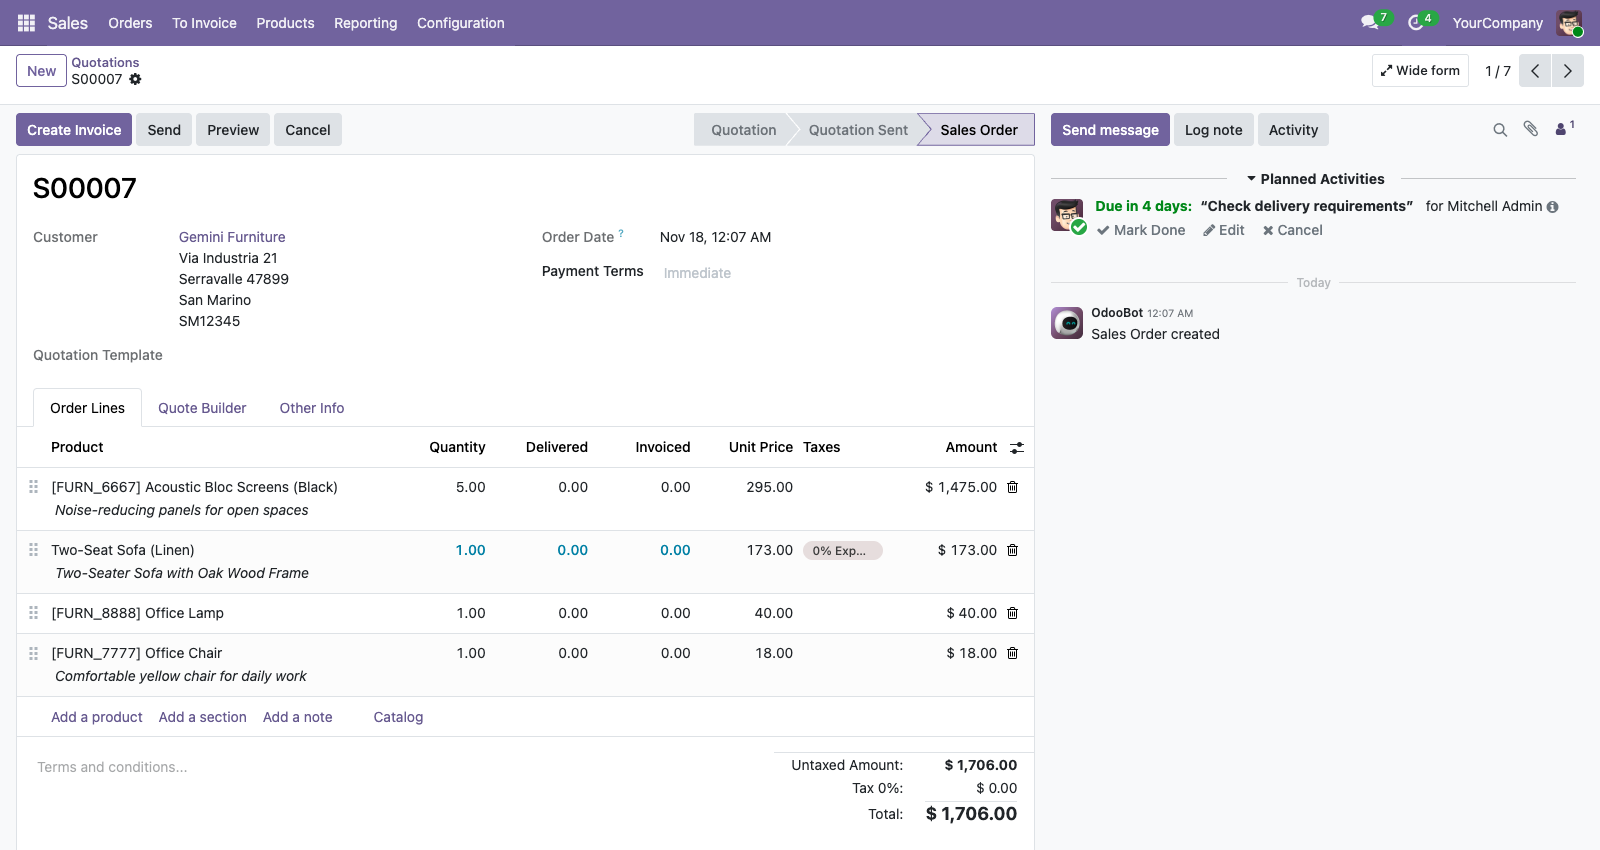 Sales Orders To Invoice Products Reporting Configuration 7 4 YourCompany
New Quotations
S00007
Wide form 1 / 7
Create Invoice Send Preview Cancel Quotation Quotation Sent Sales Order
S00007
Customer Gemini Furniture
Via Industria 21
Serravalle 47899
San Marino
SM12345
Order Date ? Nov 18, 12:07 AM
Payment Terms Immediate
Quotation Template
Order Lines Quote Builder Other Info
Product Quantity Delivered Invoiced Unit Price Taxes Amount
[FURN_6667] Acoustic Bloc Screens (Black) 5.00 0.00 0.00 295.00 $ 1,475.00
Noise-reducing panels for open spaces
Two-Seat Sofa (Linen) 1.00 0.00 0.00 173.00 0% Exp... $ 173.00
Two-Seater Sofa with Oak Wood Frame
[FURN_8888] Office Lamp 1.00 0.00 0.00 40.00 $ 40.00
[FURN_7777] Office Chair 1.00 0.00 0.00 18.00 $ 18.00
Comfortable yellow chair for daily work
Add a product Add a section Add a note Catalog
Terms and conditions...
Untaxed Amount: $ 1,706.00
Tax 0%: $ 0.00
Total: $ 1,706.00
Send message Log note Activity 1
Planned Activities
Due in 4 days: “Check delivery requirements” for Mitchell Admin
Mark Done Edit Cancel
Today
OdooBot 12:07 AM
Sales Order created